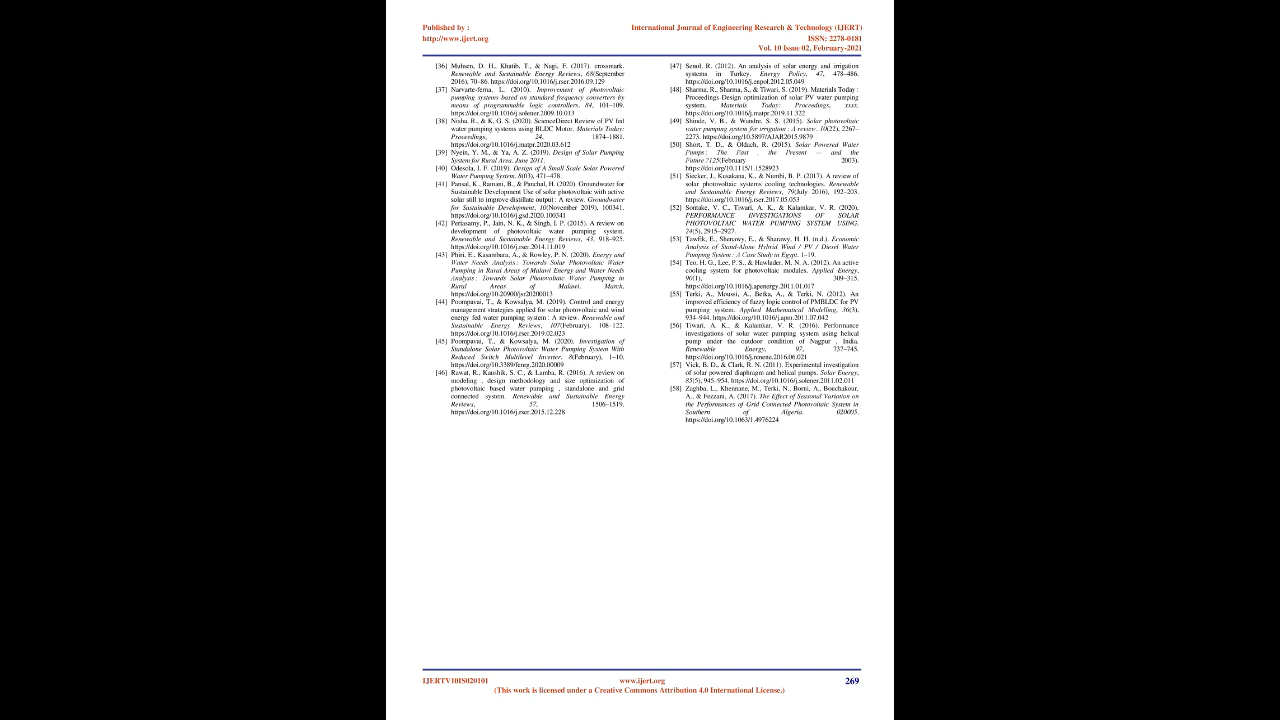 Published by :
http://www.ijert.org
International Journal of Engineering Research & Technology (IJERT)
ISSN: 2278-0181
Vol. 10 Issue 02, February-2021
[36] Muhsen, D. H., Khatib, T., & Nagi, F. (2017). crossmark.
Renewable and Sustainable Energy Reviews, 68(September
2016), 70–86. https://doi.org/10.1016/j.rser.2016.09.129
[37] Narvarte-ferna, L. (2010). Improvement of photovoltaic
pumping systems based on standard frequency converters by
means of programmable logic controllers. 84, 101–109.
https://doi.org/10.1016/j.solener.2009.10.013
[38] Nisha, R., & K, G. S. (2020). ScienceDirect Review of PV fed
water pumping systems using BLDC Motor. Materials Today:
Proceedings, 24, 1874–1881.
https://doi.org/10.1016/j.matpr.2020.03.612
[39] Nyein, Y. M., & Ya, A. Z. (2019). Design of Solar Pumping
System for Rural Area. June 2011.
[40] Odesola, I. F. (2019). Design of A Small Scale Solar Powered
Water Pumping System. 8(03), 471–478.
[41] Pansal, K., Ramani, B., & Panchal, H. (2020). Groundwater for
Sustainable Development Use of solar photovoltaic with active
solar still to improve distillate output : A review. Groundwater
for Sustainable Development, 10(November 2019), 100341.
https://doi.org/10.1016/j.gsd.2020.100341
[42] Periasamy, P., Jain, N. K., & Singh, I. P. (2015). A review on
development of photovoltaic water pumping system.
Renewable and Sustainable Energy Reviews, 43, 918–925.
https://doi.org/10.1016/j.rser.2014.11.019
[43] Phiri, E., Kasambara, A., & Rowley, P. N. (2020). Energy and
Water Needs Analysis : Towards Solar Photovoltaic Water
Pumping in Rural Areas of Malawi Energy and Water Needs
Analysis : Towards Solar Photovoltaic Water Pumping in
Rural Areas of Malawi. March.
https://doi.org/10.20900/jsr20200013
[44] Poompavai, T., & Kowsalya, M. (2019). Control and energy
management strategies applied for solar photovoltaic and wind
energy fed water pumping system : A review. Renewable and
Sustainable Energy Reviews, 107(February), 108–122.
https://doi.org/10.1016/j.rser.2019.02.023
[45] Poompavai, T., & Kowsalya, M. (2020). Investigation of
Standalone Solar Photovoltaic Water Pumping System With
Reduced Switch Multilevel Inverter. 8(February), 1–10.
https://doi.org/10.3389/fenrg.2020.00009
[46] Rawat, R., Kaushik, S. C., & Lamba, R. (2016). A review on
modeling , design methodology and size optimization of
photovoltaic based water pumping , standalone and grid
connected system. Renewable and Sustainable Energy
Reviews, 57, 1506–1519.
https://doi.org/10.1016/j.rser.2015.12.228
[47] Senol, R. (2012). An analysis of solar energy and irrigation
systems in Turkey. Energy Policy, 47, 478–486.
https://doi.org/10.1016/j.enpol.2012.05.049
[48] Sharma, R., Sharma, S., & Tiwari, S. (2019). Materials Today :
Proceedings Design optimization of solar PV water pumping
system. Materials Today: Proceedings, xxxx.
https://doi.org/10.1016/j.matpr.2019.11.322
[49] Shinde, V. B., & Wandre, S. S. (2015). Solar photovoltaic
water pumping system for irrigation : A review. 10(22), 2267–
2273. https://doi.org/10.5897/AJAR2015.9879
[50] Short, T. D., & Oldach, R. (2015). Solar Powered Water
Pumps : The Past , the Present — and the
Future ?125(February 2003).
https://doi.org/10.1115/1.1528923
[51] Siecker, J., Kusakana, K., & Numbi, B. P. (2017). A review of
solar photovoltaic systems cooling technologies. Renewable
and Sustainable Energy Reviews, 79(July 2016), 192–203.
https://doi.org/10.1016/j.rser.2017.05.053
[52] Sontake, V. C., Tiwari, A. K., & Kalamkar, V. R. (2020).
PERFORMANCE INVESTIGATIONS OF SOLAR
PHOTOVOLTAIC WATER PUMPING SYSTEM USING.
24(5), 2915–2927.
[53] Tawfik, E., Shenawy, E., & Sharawy, H. H. (n.d.). Economic
Analysis of Stand-Alone Hybrid Wind / PV / Diesel Water
Pumping System : A Case Study in Egypt. 1–19.
[54] Teo, H. G., Lee, P. S., & Hawlader, M. N. A. (2012). An active
cooling system for photovoltaic modules. Applied Energy,
90(1), 309–315.
https://doi.org/10.1016/j.apenergy.2011.01.017
[55] Terki, A., Moussi, A., Betka, A., & Terki, N. (2012). An
improved efficiency of fuzzy logic control of PMBLDC for PV
pumping system. Applied Mathematical Modelling, 36(3),
934–944. https://doi.org/10.1016/j.apm.2011.07.042
[56] Tiwari, A. K., & Kalamkar, V. R. (2016). Performance
investigations of solar water pumping system using helical
pump under the outdoor condition of Nagpur , India.
Renewable Energy, 97, 737–745.
https://doi.org/10.1016/j.renene.2016.06.021
[57] Vick, B. D., & Clark, R. N. (2011). Experimental investigation
of solar powered diaphragm and helical pumps. Solar Energy,
85(5), 945–954. https://doi.org/10.1016/j.solener.2011.02.011
[58] Zaghba, L., Khennane, M., Terki, N., Borni, A., Bouchakour,
A., & Fezzani, A. (2017). The Effect of Seasonal Variation on
the Performances of Grid Connected Photovoltaic System in
Southern of Algeria. 020005.
https://doi.org/10.1063/1.4976224
IJERTV10IS020101
www.ijert.org
269
(This work is licensed under a Creative Commons Attribution 4.0 International License.)